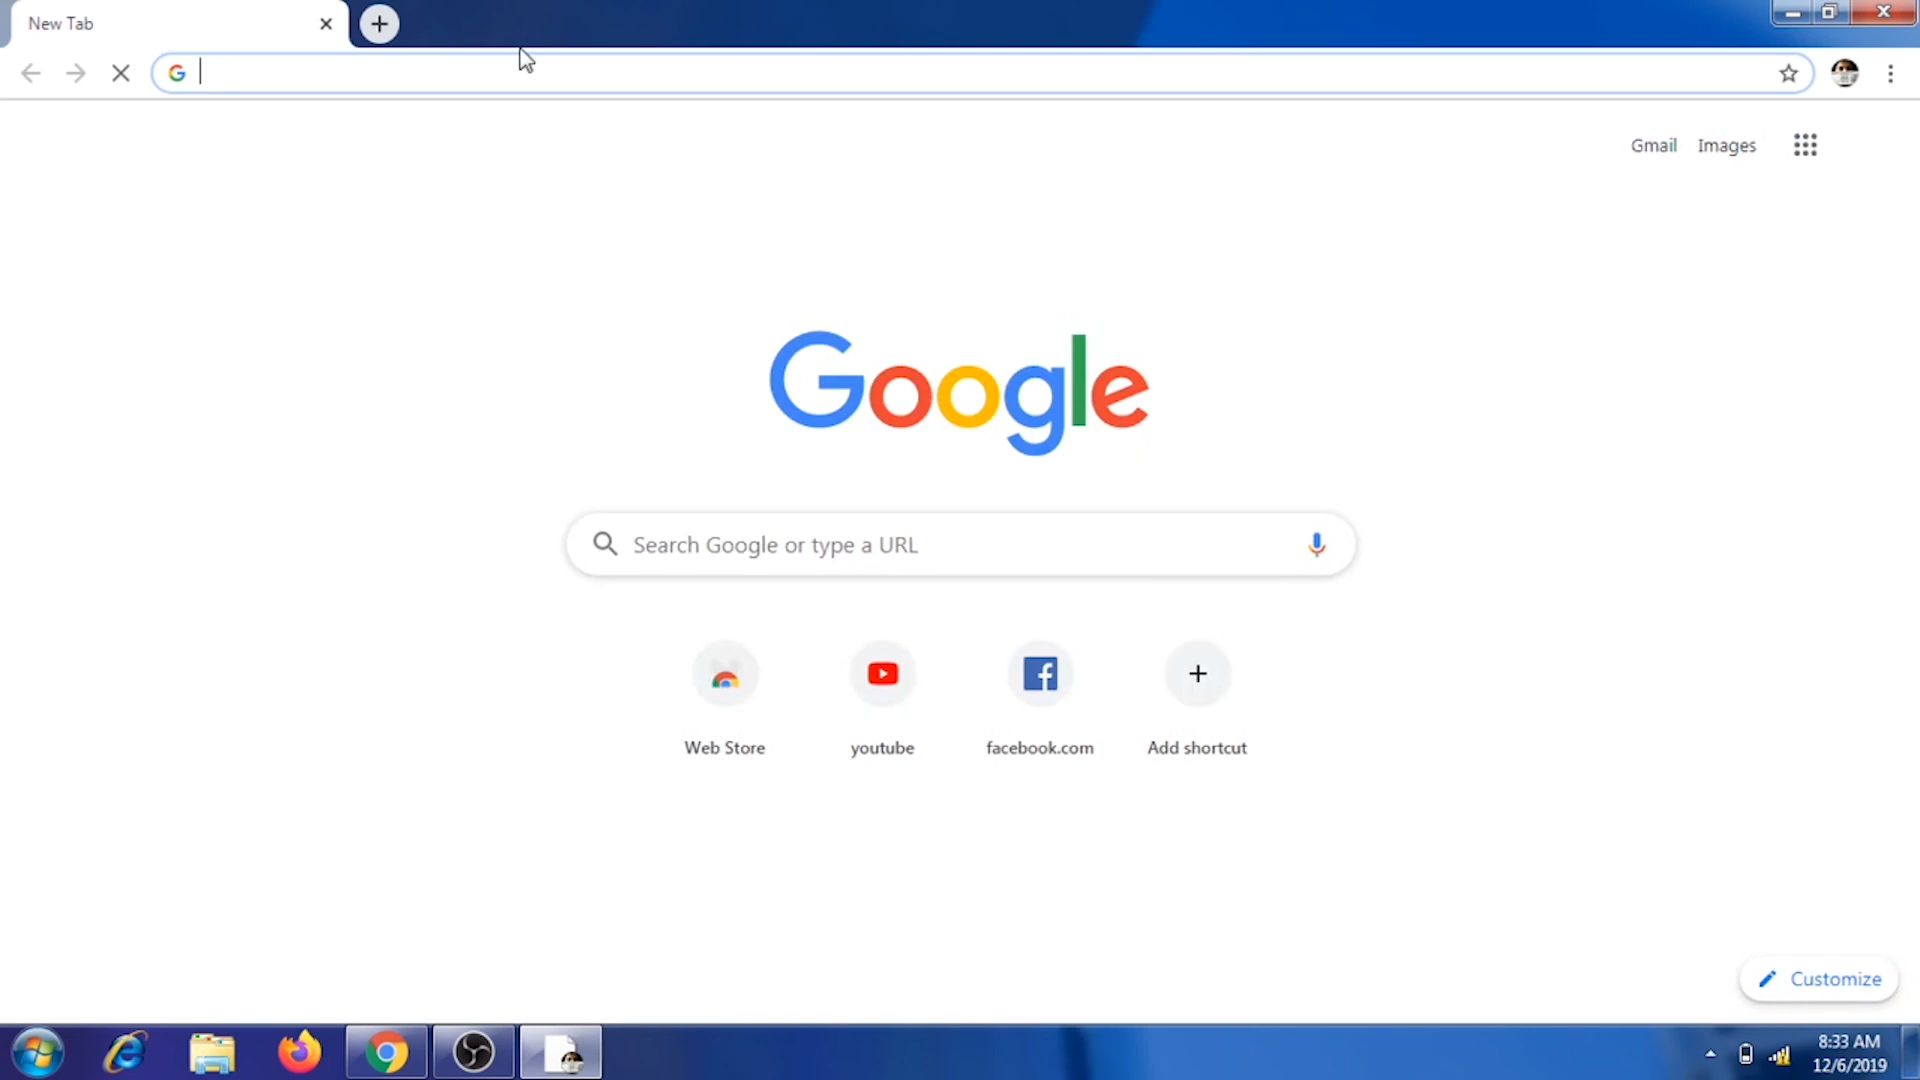 New Tab
Gmail Images
Google
Search Google or type a URL
Web Store youtube facebook.com Add shortcut
Customize
8:33 AM
12/6/2019